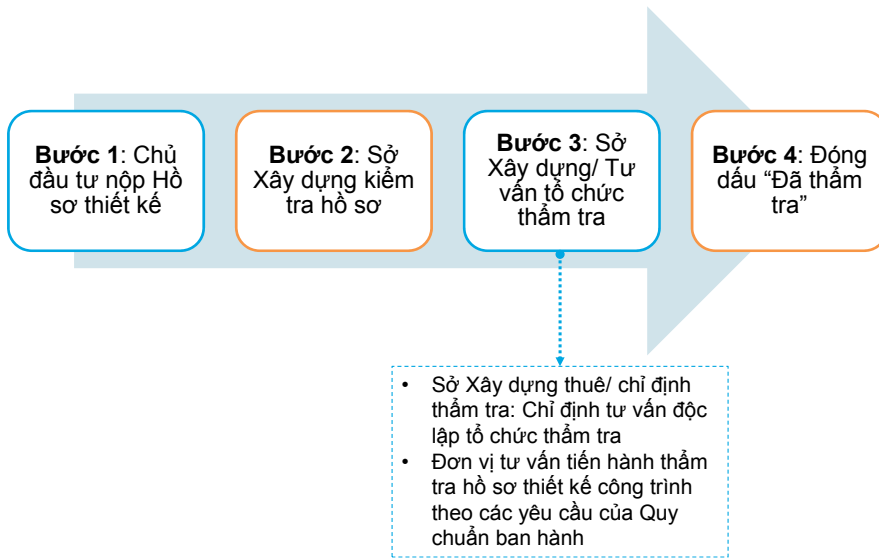 Bước 1: Chủ
đầu tư nộp Hồ
sơ thiết kế
Bước 2: Sở
Xây dựng kiểm
tra hồ sơ
Bước 3: Sở
Xây dựng/ Tư
vấn tổ chức
thẩm tra
Bước 4: Đóng
dấu “Đã thẩm
tra”
• Sở Xây dựng thuê/ chỉ định
thẩm tra: Chỉ định tư vấn độc
lập tổ chức thẩm tra
• Đơn vị tư vấn tiến hành thẩm
tra hồ sơ thiết kế công trình
theo các yêu cầu của Quy
chuẩn ban hành